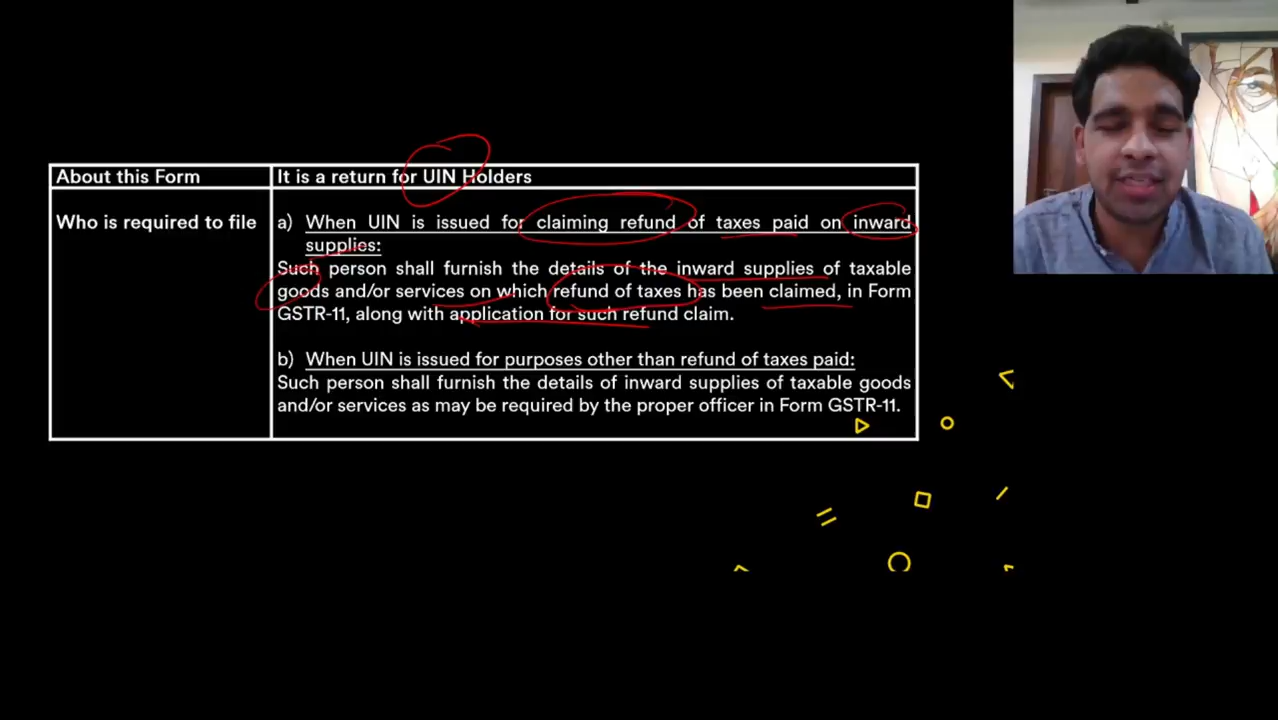 About this Form
It is a return for UIN Holders
Who is required to file
a) When UIN is issued for claiming refund of taxes paid on inward
supplies:
Such person shall furnish the details of the inward supplies of taxable
goods and/or services on which refund of taxes has been claimed, in Form
GSTR-11, along with application for such refund claim.
b) When UIN is issued for purposes other than refund of taxes paid:
Such person shall furnish the details of inward supplies of taxable goods
and/or services as may be required by the proper officer in Form GSTR-11.